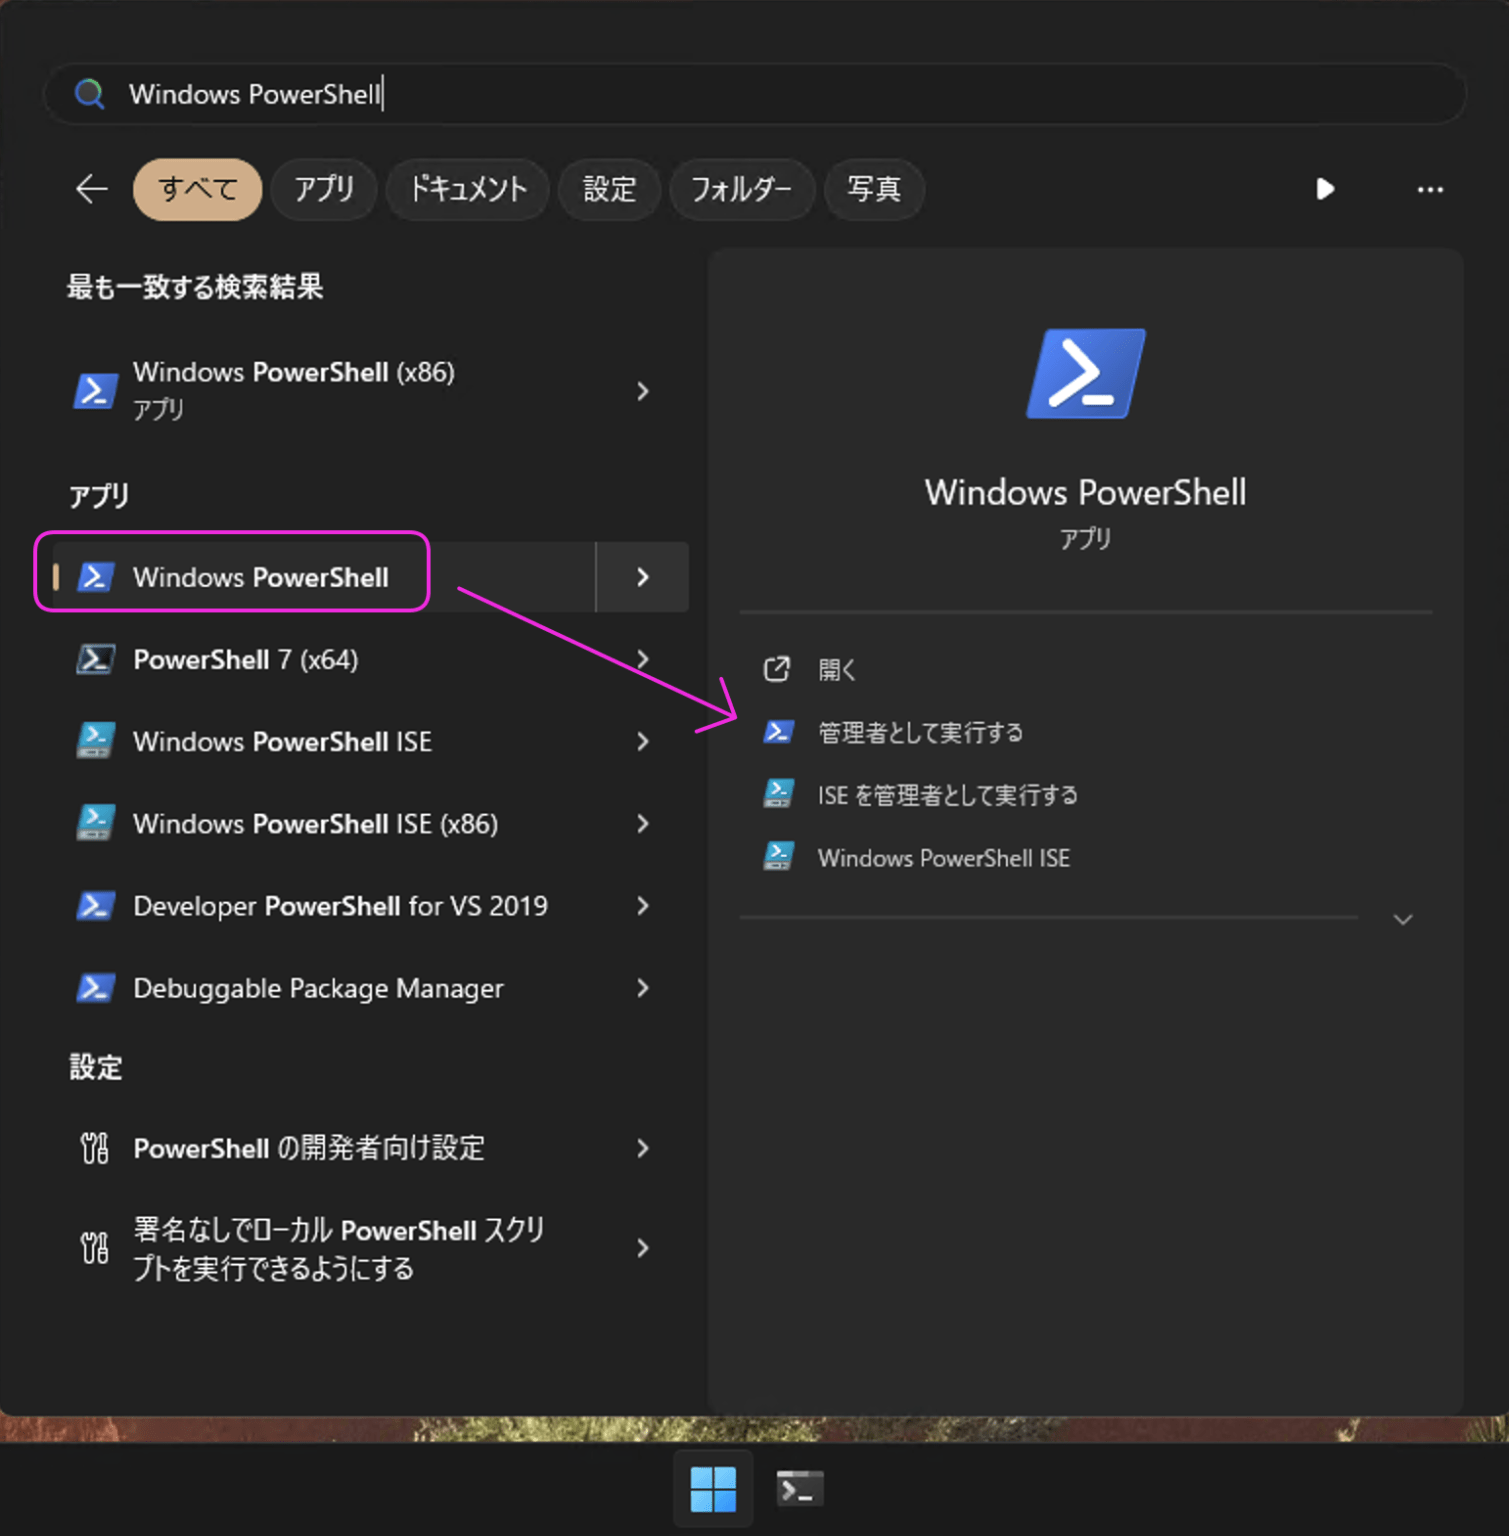 Windows PowerShell
すべて
アプリ
ドキュメント
設定
フォルダー
写真
最も一致する検索結果
Windows PowerShell (x86)
アプリ
アプリ
Windows PowerShell
PowerShell 7 (x64)
Windows PowerShell ISE
Windows PowerShell ISE (x86)
Developer PowerShell for VS 2019
Debuggable Package Manager
設定
PowerShell の開発者向け設定
署名なしでローカル PowerShell スクリ
プトを実行できるようにする
Windows PowerShell
アプリ
開く
管理者として実行する
ISE を管理者として実行する
Windows PowerShell ISE